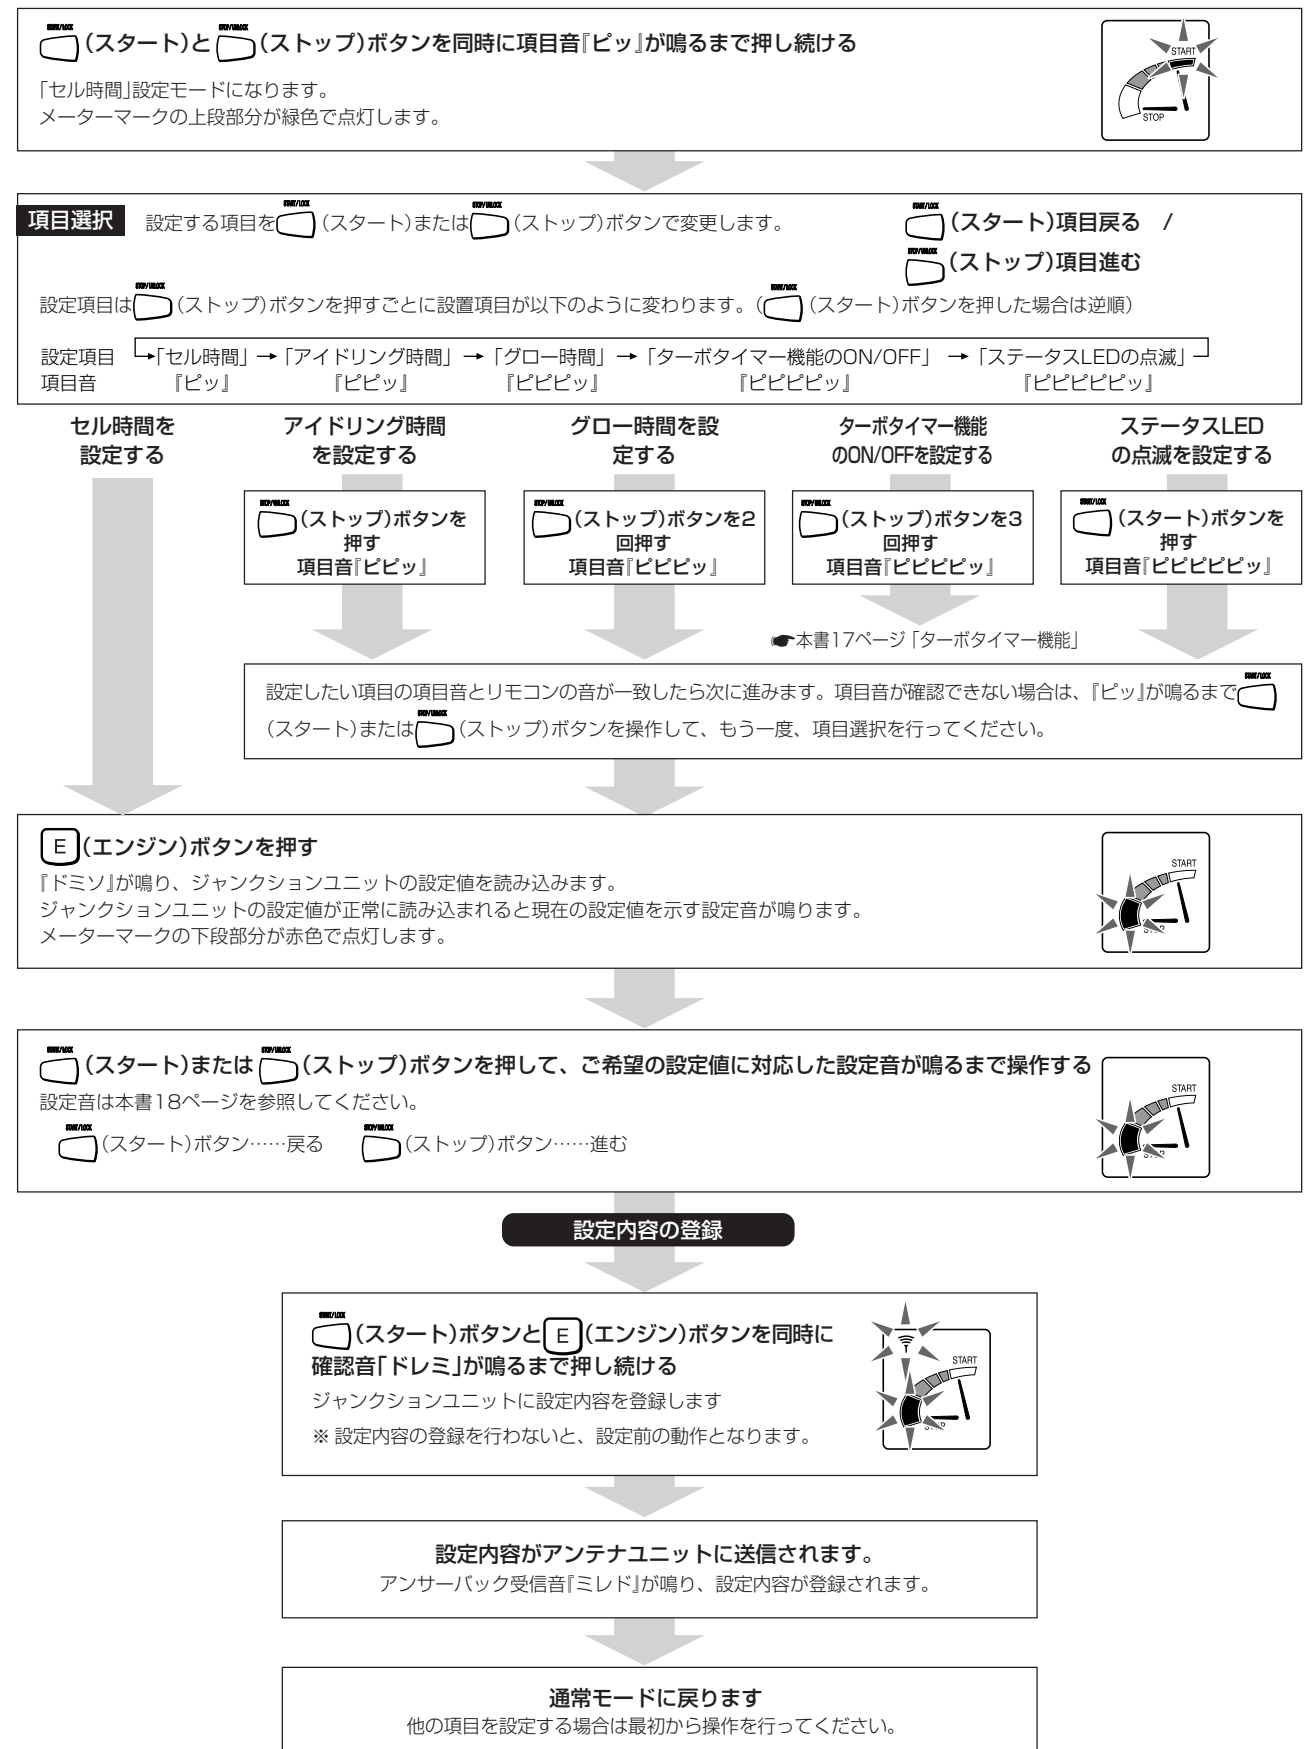 START/LOCK STOP/UNLOCK
(スタート)と(ストップ)ボタンを同時に項目音『ピッ』が鳴るまで押し続ける
「セル時間」設定モードになります。
メーターマークの上段部分が緑色で点灯します。
START
STOP
START/LOCK STOP/UNLOCK START/LOCK
項目選択 設定する項目を(スタート)または(ストップ)ボタンで変更します。 (スタート)項目戻る /
STOP/UNLOCK
(ストップ)項目進む
STOP/UNLOCK START/LOCK
設定項目は(ストップ)ボタンを押すごとに設置項目が以下のように変わります。((スタート)ボタンを押した場合は逆順)
設定項目 →「セル時間」→「アイドリング時間」→「グロー時間」→「ターボタイマー機能のON/OFF」→「ステータスLEDの点滅」
項目音 『ピッ』 『ピピッ』 『ピピピッ』 『ピピピピッ』 『ピピピピピッ』
セル時間を
設定する
アイドリング時間
を設定する
グロー時間を設
定する
ターボタイマー機能
のON/OFFを設定する
ステータスLED
の点滅を設定する
STOP/UNLOCK
(ストップ)ボタンを
押す
項目音『ピピッ』
STOP/UNLOCK
(ストップ)ボタンを2
回押す
項目音『ピピピッ』
STOP/UNLOCK
(ストップ)ボタンを3
回押す
項目音『ピピピピッ』
START/LOCK
(スタート)ボタンを
押す
項目音『ピピピピピッ』
☛本書17ページ「ターボタイマー機能」
START/LOCK
設定したい項目の項目音とリモコンの音が一致したら次に進みます。項目音が確認できない場合は、『ピッ』が鳴るまで
STOP/UNLOCK
(スタート)または(ストップ)ボタンを操作して、もう一度、項目選択を行ってください。
E (エンジン)ボタンを押す
『ドミソ』が鳴り、ジャンクションユニットの設定値を読み込みます。
ジャンクションユニットの設定値が正常に読み込まれると現在の設定値を示す設定音が鳴ります。
メーターマークの下段部分が赤色で点灯します。
START
STOP
START/LOCK STOP/UNLOCK
(スタート)または(ストップ)ボタンを押して、ご希望の設定値に対応した設定音が鳴るまで操作する
設定音は本書18ページを参照してください。
START/LOCK STOP/UNLOCK
(スタート)ボタン……戻る (ストップ)ボタン……進む
START
STOP
設定内容の登録
START/LOCK
(スタート)ボタンと E (エンジン)ボタンを同時に
確認音「ドレミ」が鳴るまで押し続ける
ジャンクションユニットに設定内容を登録します
※ 設定内容の登録を行わないと、設定前の動作となります。
START
STOP
設定内容がアンテナユニットに送信されます。
アンサーバック受信音『ミレド』が鳴り、設定内容が登録されます。
通常モードに戻ります
他の項目を設定する場合は最初から操作を行ってください。